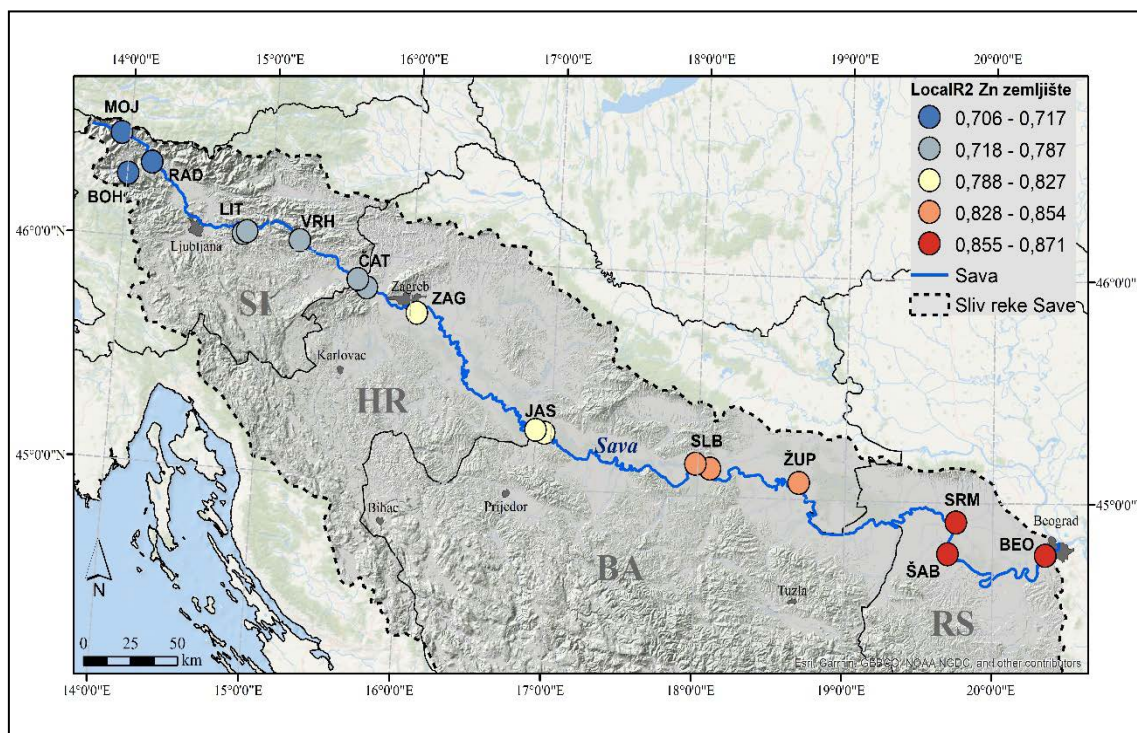 14°0'0"E 15°0'0"E 16°0'0"E 17°0'0"E 18°0'0"E 19°0'0"E 20°0'0"E
LocalR2 Zn zemljište
0,706 - 0,717
0,718 - 0,787
0,788 - 0,827
0,828 - 0,854
0,855 - 0,871
Sava
Sliv reke Save
MOJ
RAD
BOH
LIT
VRH
46°0'0"N
Ljubljana
46°0'0"N
ČAT
Zagreb
ZAG
SI
Karlovac
HR
JAS
Sava
SLB
45°0'0"N
ŽUP
45°0'0"N
SRM
Bihac
Prijedor
Beograd
BEO
ŠAB
BA
Tuzla
RS
N
0 25 50
km
Esri, Garmin, GEBCO, NOAA NGDC, and other contributors
14°0'0"E 15°0'0"E 16°0'0"E 17°0'0"E 18°0'0"E 19°0'0"E 20°0'0"E